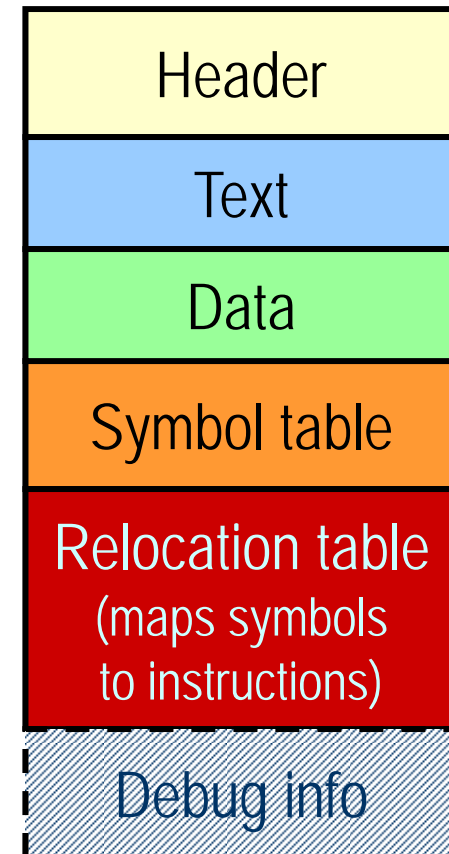 Header
Text
Data
Symbol table
Relocation table
(maps symbols
to instructions)
Debug info